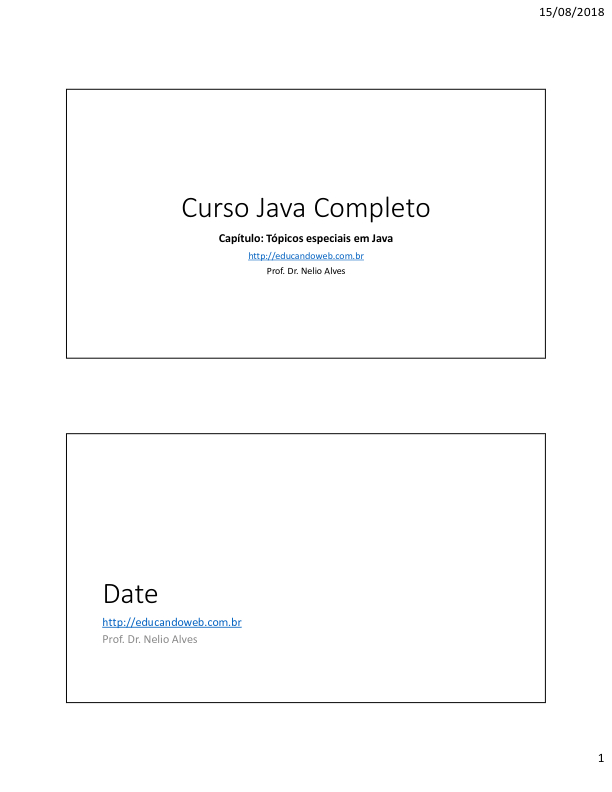 15/08/2018
Curso Java Completo
Capítulo: Tópicos especiais em Java
http://educandoweb.com.br
Prof. Dr. Nelio Alves
Date
http://educandoweb.com.br
Prof. Dr. Nelio Alves
1